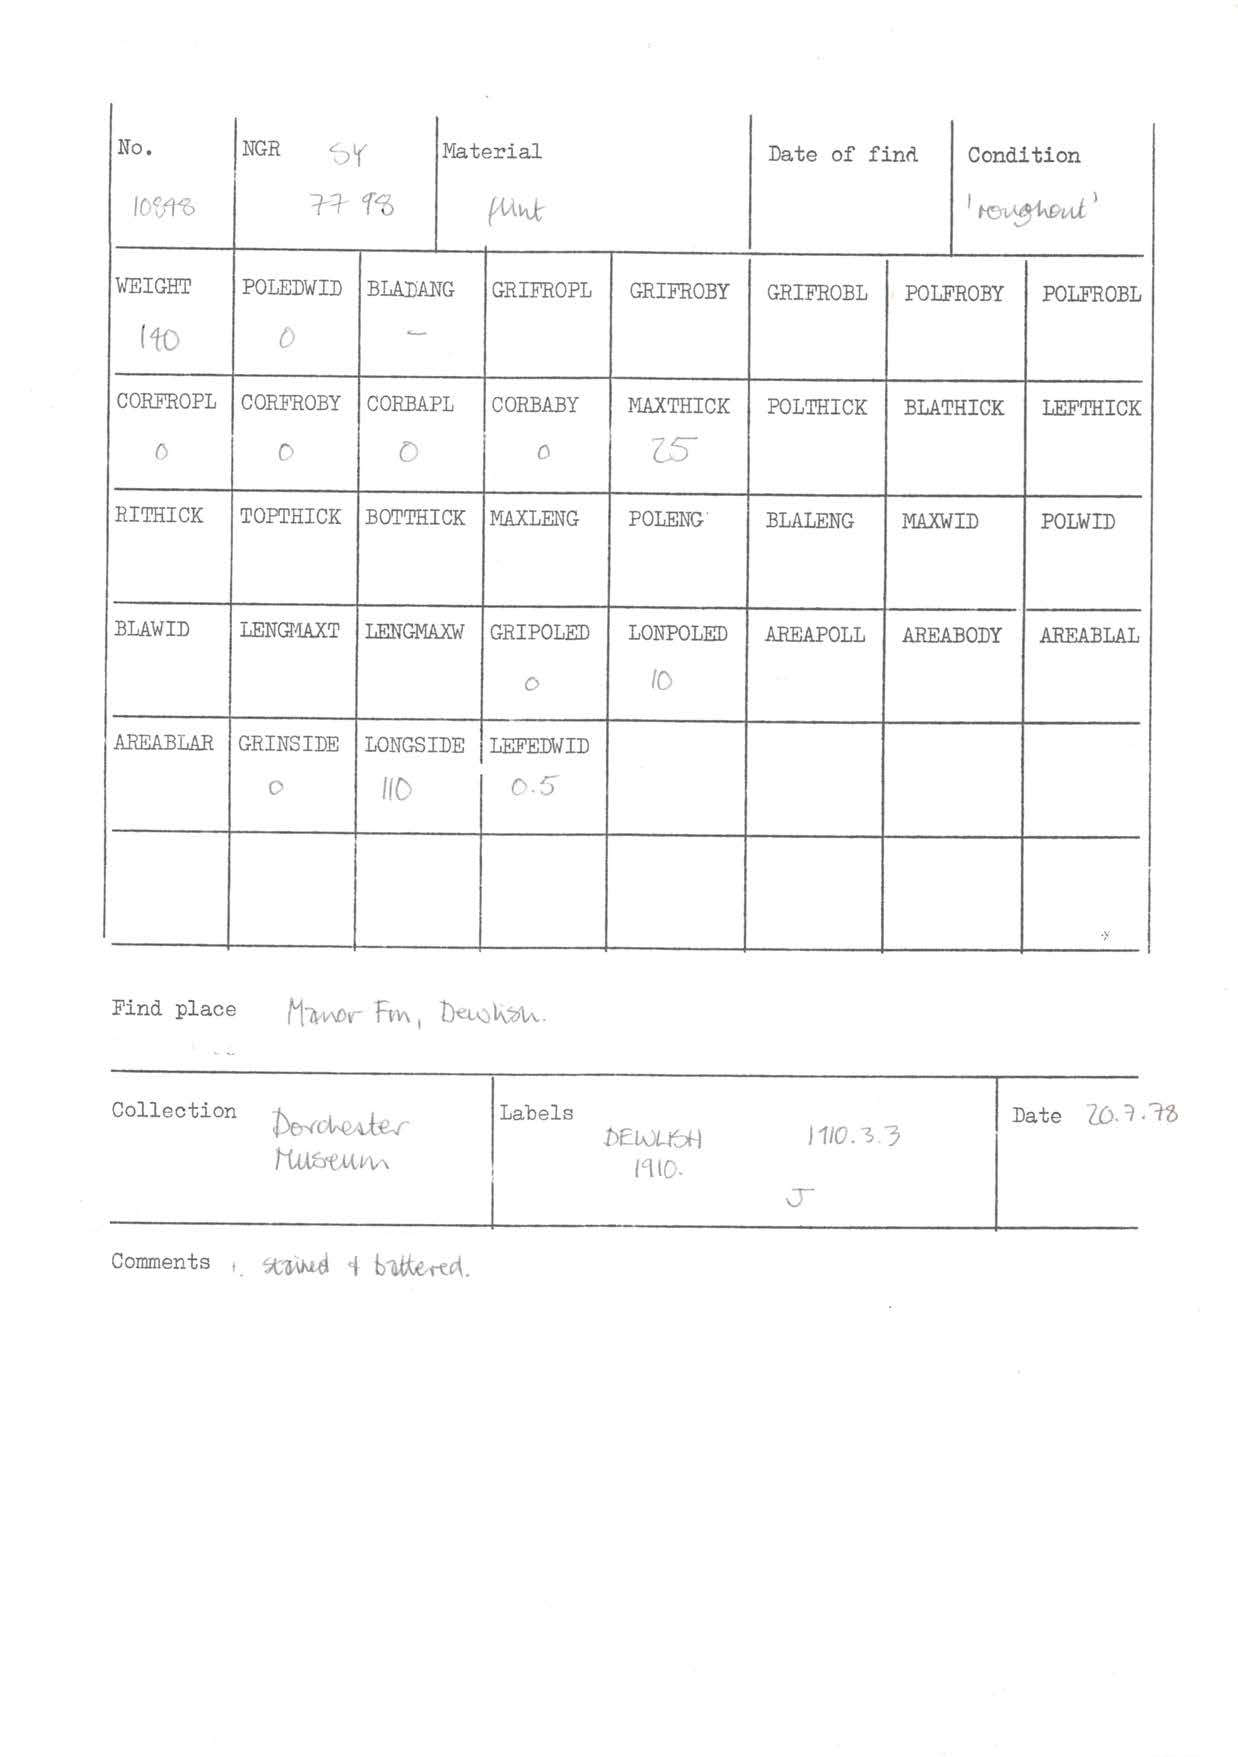 No. NGR SY Material Date of find Condition
10898 77 98 flint 'roughout'
WEIGHT POLEDWID BLADANG GRIFROPL GRIFROBY GRIFROBL POLFROBY POLFROBL
190 0 –
CORFROPL CORFROBY CORBAPL CORBABY MAXTHICK POLTHICK BLATHICK LEFTHICK
0 0 0 0 25
RITHICK TOPTHICK BOTTHICK MAXLENG POLENG BLALENG MAXWID POLWID
BLAWID LENGMAXT LENGMAXW GRIPOLED LONPOLED AREAPOLL AREABODY AREABLAL
0 10
AREABLAR GRINSIDE LONGSIDE LEFEDWID
0 110 0.5
Find place Manor Fm, Dewlish.
Collection Dorchester Museum
Labels DEWLISH 1910.3.3
1910.
J
Date 20.7.78
Comments stained & battered.